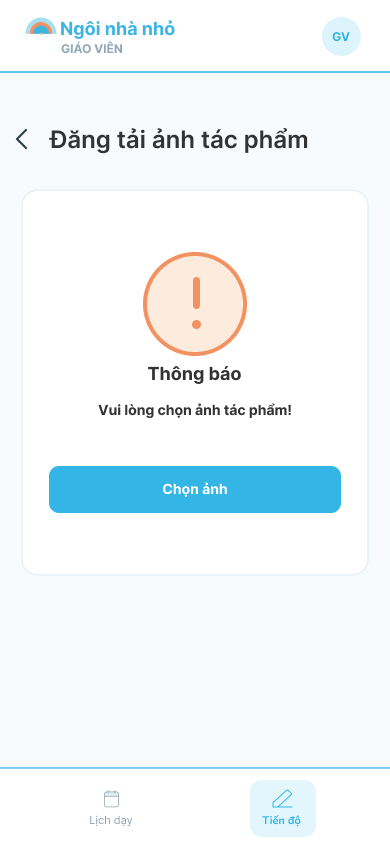 Ngôi nhà nhỏ
GIÁO VIÊN
GV
Đăng tải ảnh tác phẩm
Thông báo
Vui lòng chọn ảnh tác phẩm!
Chọn ảnh
Lịch dạy
Tiến độ